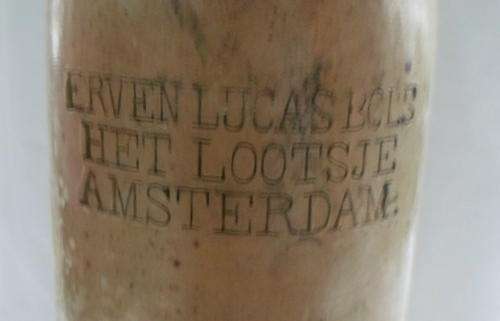 ERVEN LUCAS BOLS
HET LOOTSJE
AMSTERDAM.